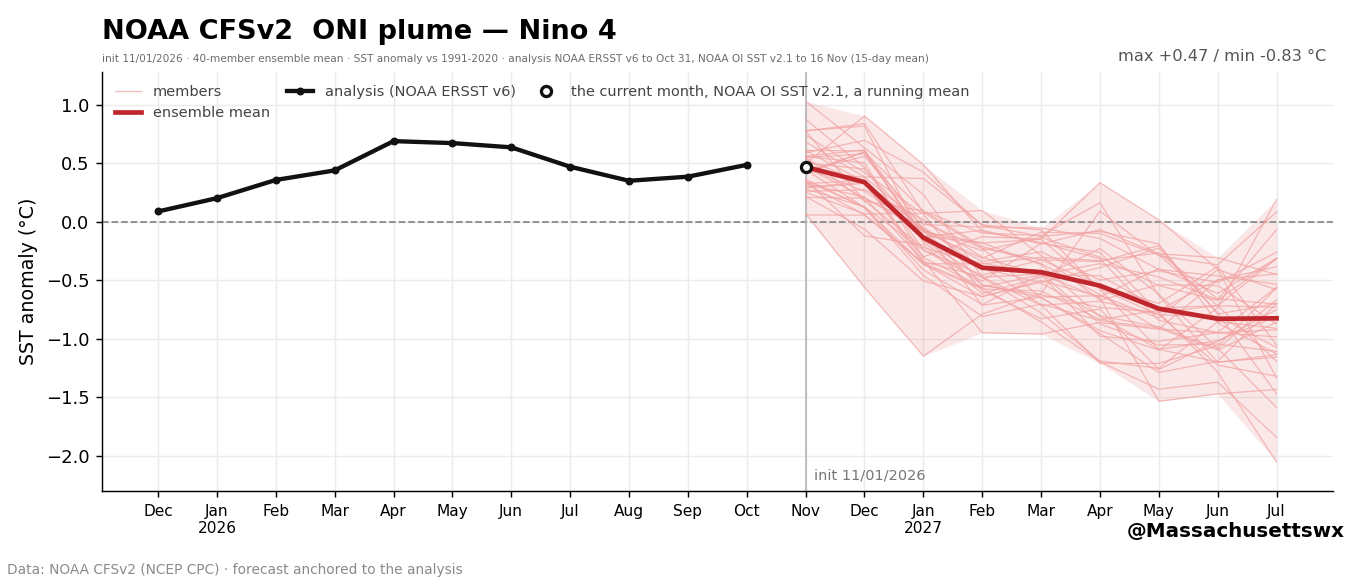 NOAA CFSv2  ONI plume — Nino 4
init 11/01/2026 · 40-member ensemble mean · SST anomaly vs 1991-2020 · analysis NOAA ERSST v6 to Oct 31, NOAA OI SST v2.1 to 16 Nov (15-day mean)
max +0.47 / min -0.83 °C
members
analysis (NOAA ERSST v6)
the current month, NOAA OI SST v2.1, a running mean
ensemble mean
SST anomaly (°C)
1.0
0.5
0.0
−0.5
−1.0
−1.5
−2.0
init 11/01/2026
Dec Jan Feb Mar Apr May Jun Jul Aug Sep Oct Nov Dec Jan Feb Mar Apr May Jun Jul
2026 2027
@Massachusettswx
Data: NOAA CFSv2 (NCEP CPC) · forecast anchored to the analysis